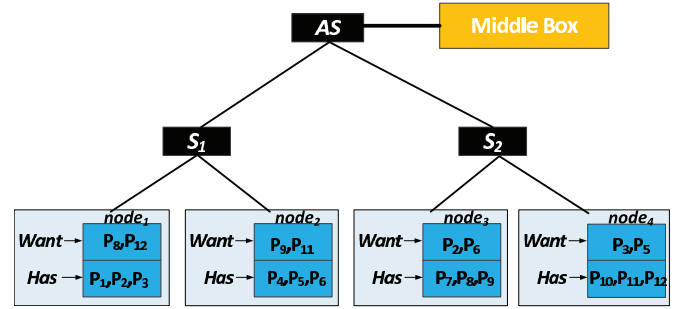 AS
Middle Box
S1
S2
node1
Want
P8,P12
Has
P1,P2,P3
node2
Want
P9,P11
Has
P4,P5,P6
node3
Want
P2,P6
Has
P7,P8,P9
node4
Want
P3,P5
Has
P10,P11,P12